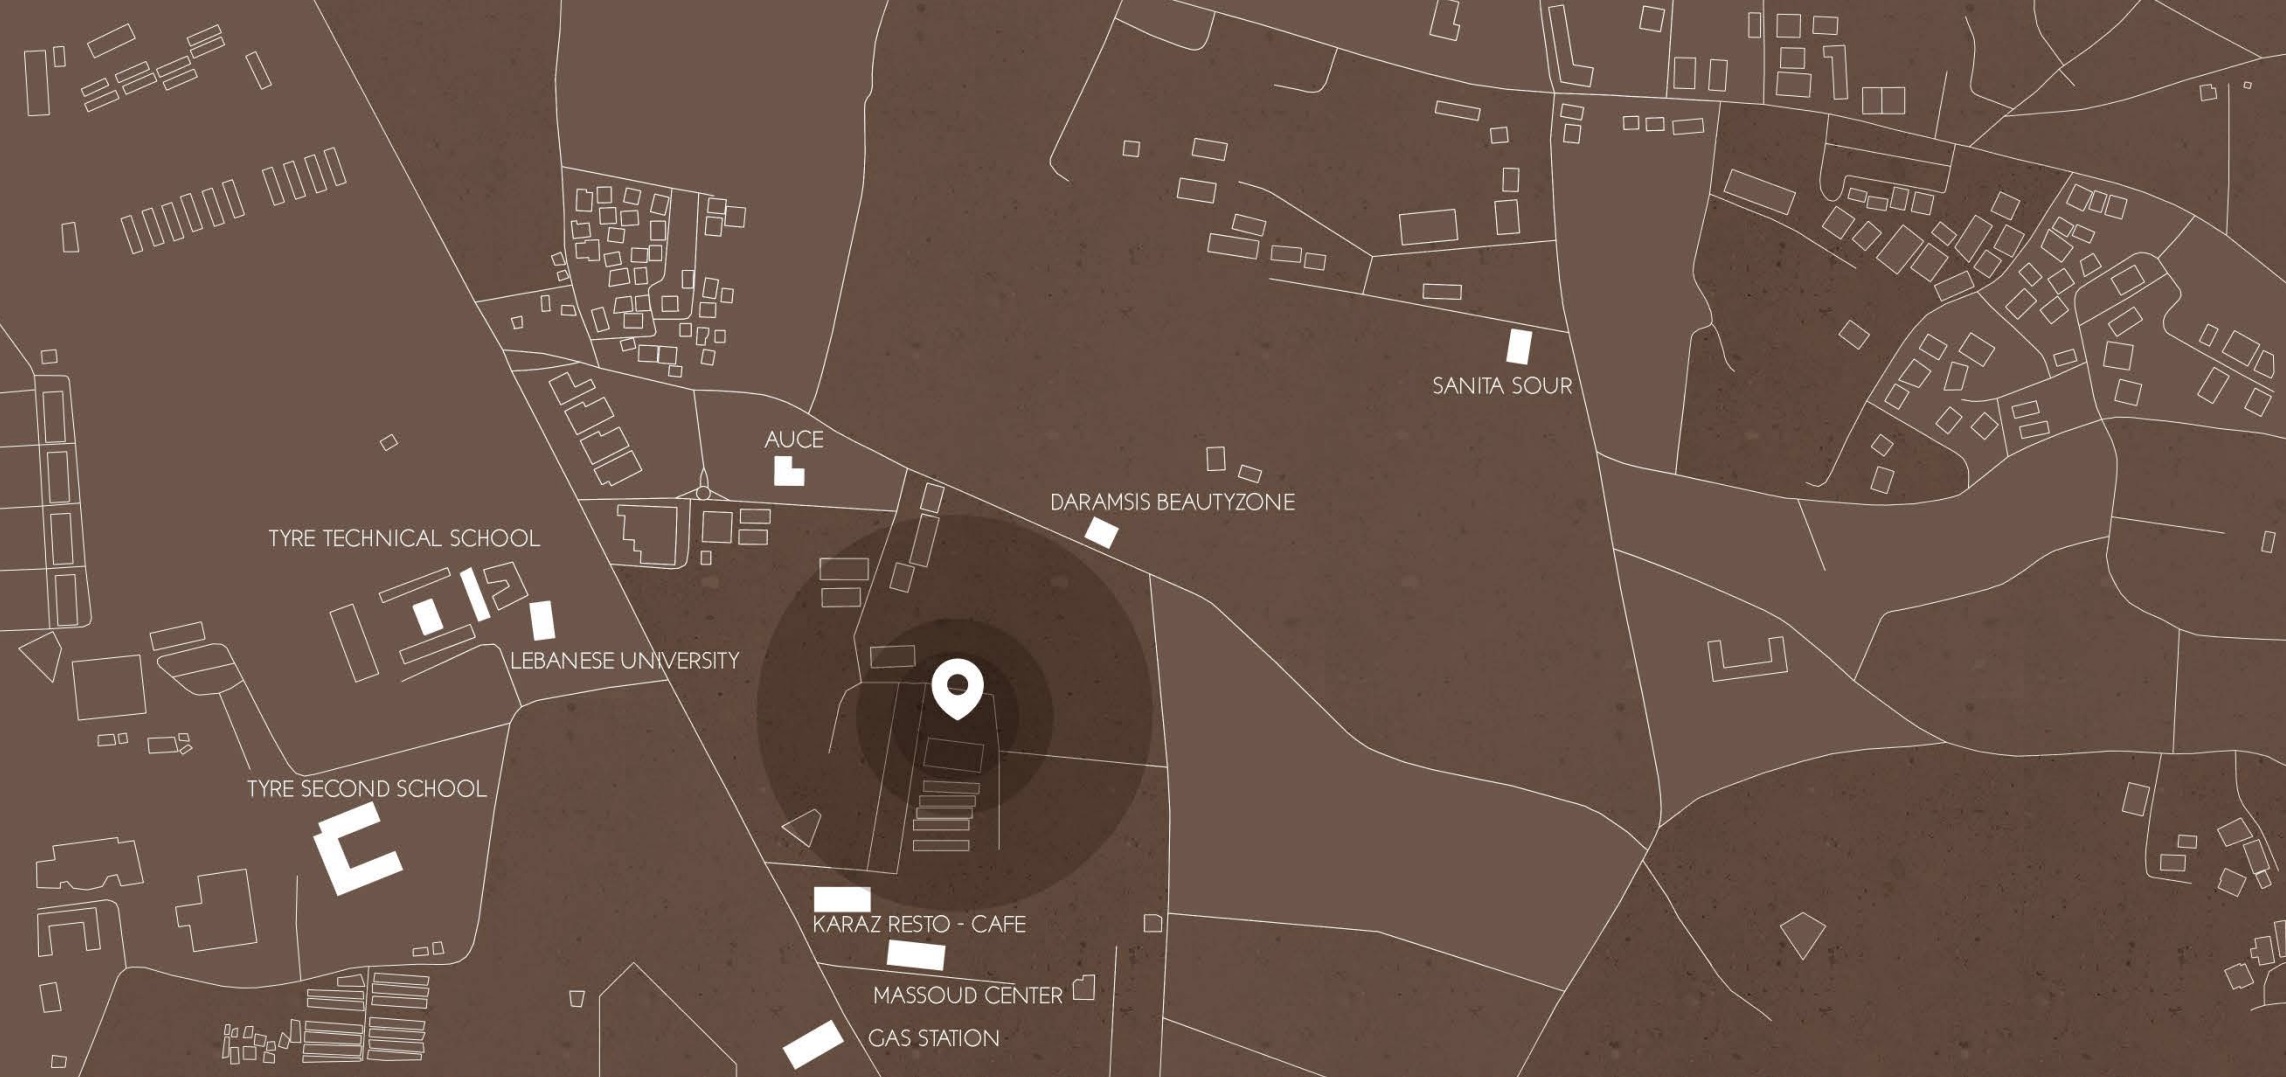 SANITA SOUR
AUCE
DARAMSIS BEAUTYZONE
TYRE TECHNICAL SCHOOL
LEBANESE UNIVERSITY
TYRE SECOND SCHOOL
KARAZ RESTO - CAFE
MASSOUD CENTER
GAS STATION